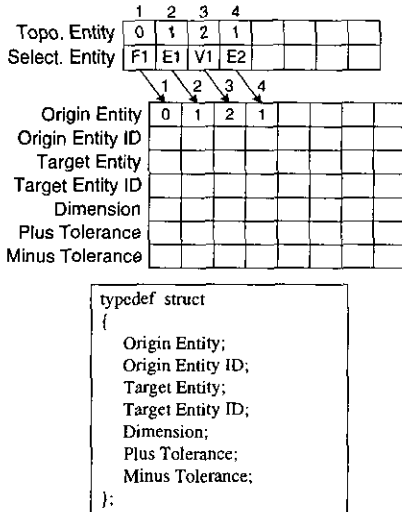 1 2 3 4
Topo. Entity 0 1 2 1
Select. Entity F1 E1 V1 E2
1 2 3 4
Origin Entity 0 1 2 1
Origin Entity ID
Target Entity
Target Entity ID
Dimension
Plus Tolerance
Minus Tolerance
typedef struct
{
Origin Entity;
Origin Entity ID;
Target Entity;
Target Entity ID;
Dimension;
Plus Tolerance;
Minus Tolerance;
};